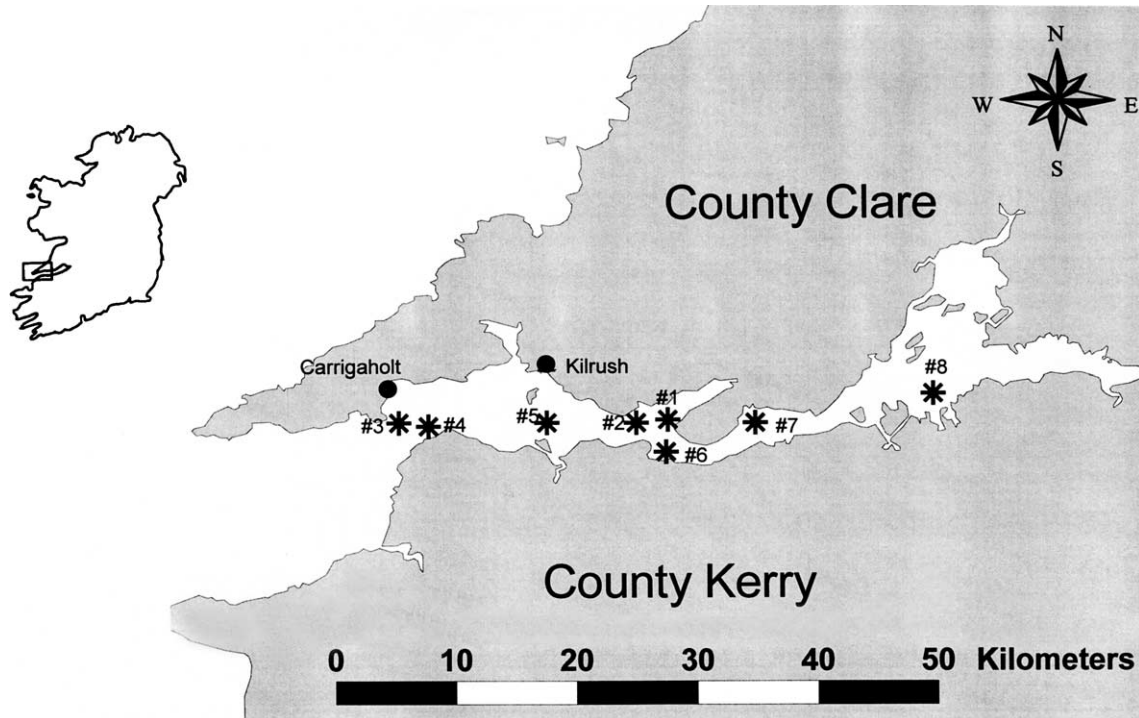 N
W E
S
County Clare
Carrigaholt
Kilrush
#8
#1
#3 #4 #5 #2 #7
#6
County Kerry
0 10 20 30 40 50 Kilometers